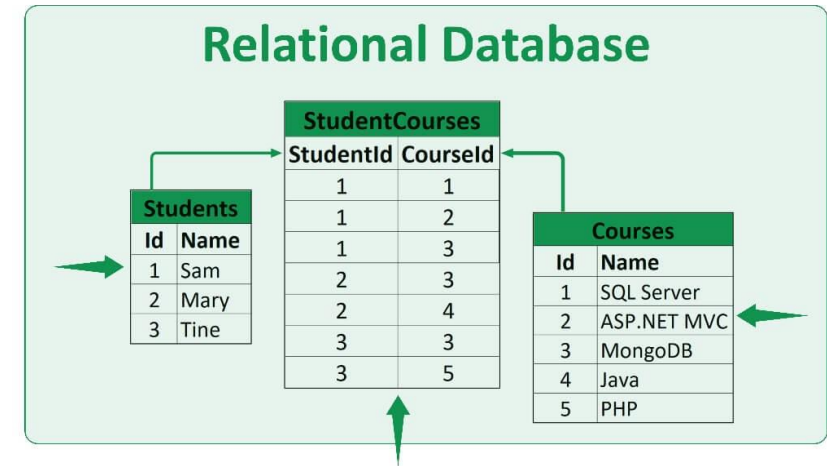 Relational Database
StudentCourses
StudentId CourseId
1 1
1 2
1 3
2 3
2 4
3 3
3 5
Students
Id Name
1 Sam
2 Mary
3 Tine
Courses
Id Name
1 SQL Server
2 ASP.NET MVC
3 MongoDB
4 Java
5 PHP